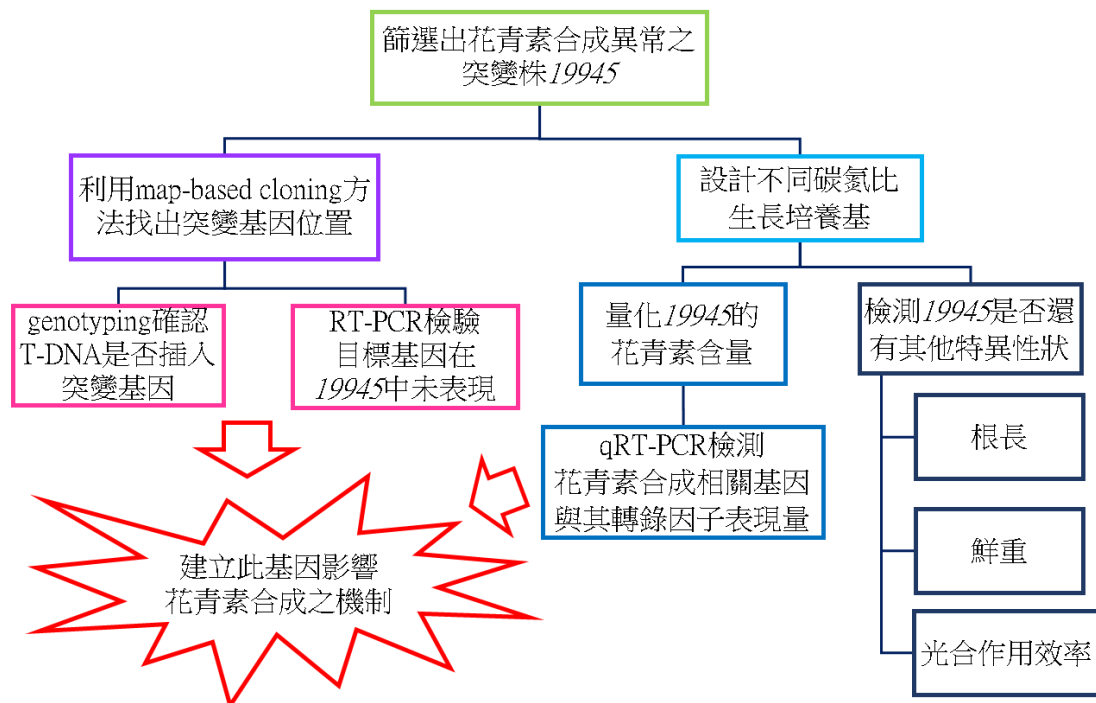 篩選出花青素合成異常之
突變株19945
利用map-based cloning方
法找出突變基因位置
設計不同碳氮比
生長培養基
genotyping確認
T-DNA是否插入
突變基因
RT-PCR檢驗
目標基因在
19945中未表現
量化19945的
花青素含量
檢測19945是否還
有其他特異性狀
qRT-PCR檢測
花青素合成相關基因
與其轉錄因子表現量
根長
鮮重
光合作用效率
建立此基因影響
花青素合成之機制